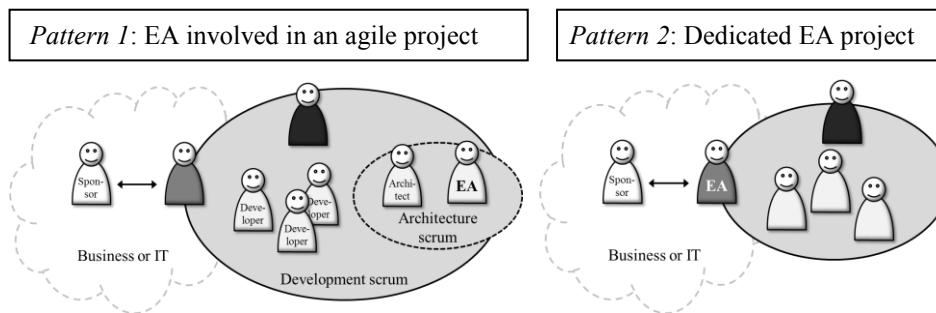 Pattern 1: EA involved in an agile project
Spon-
sor
Deve-
loper
Deve-
loper
Deve-
loper
Archi-
tect
EA
Architecture
scrum
Business or IT
Development scrum
Pattern 2: Dedicated EA project
Spon-
sor
EA
Business or IT